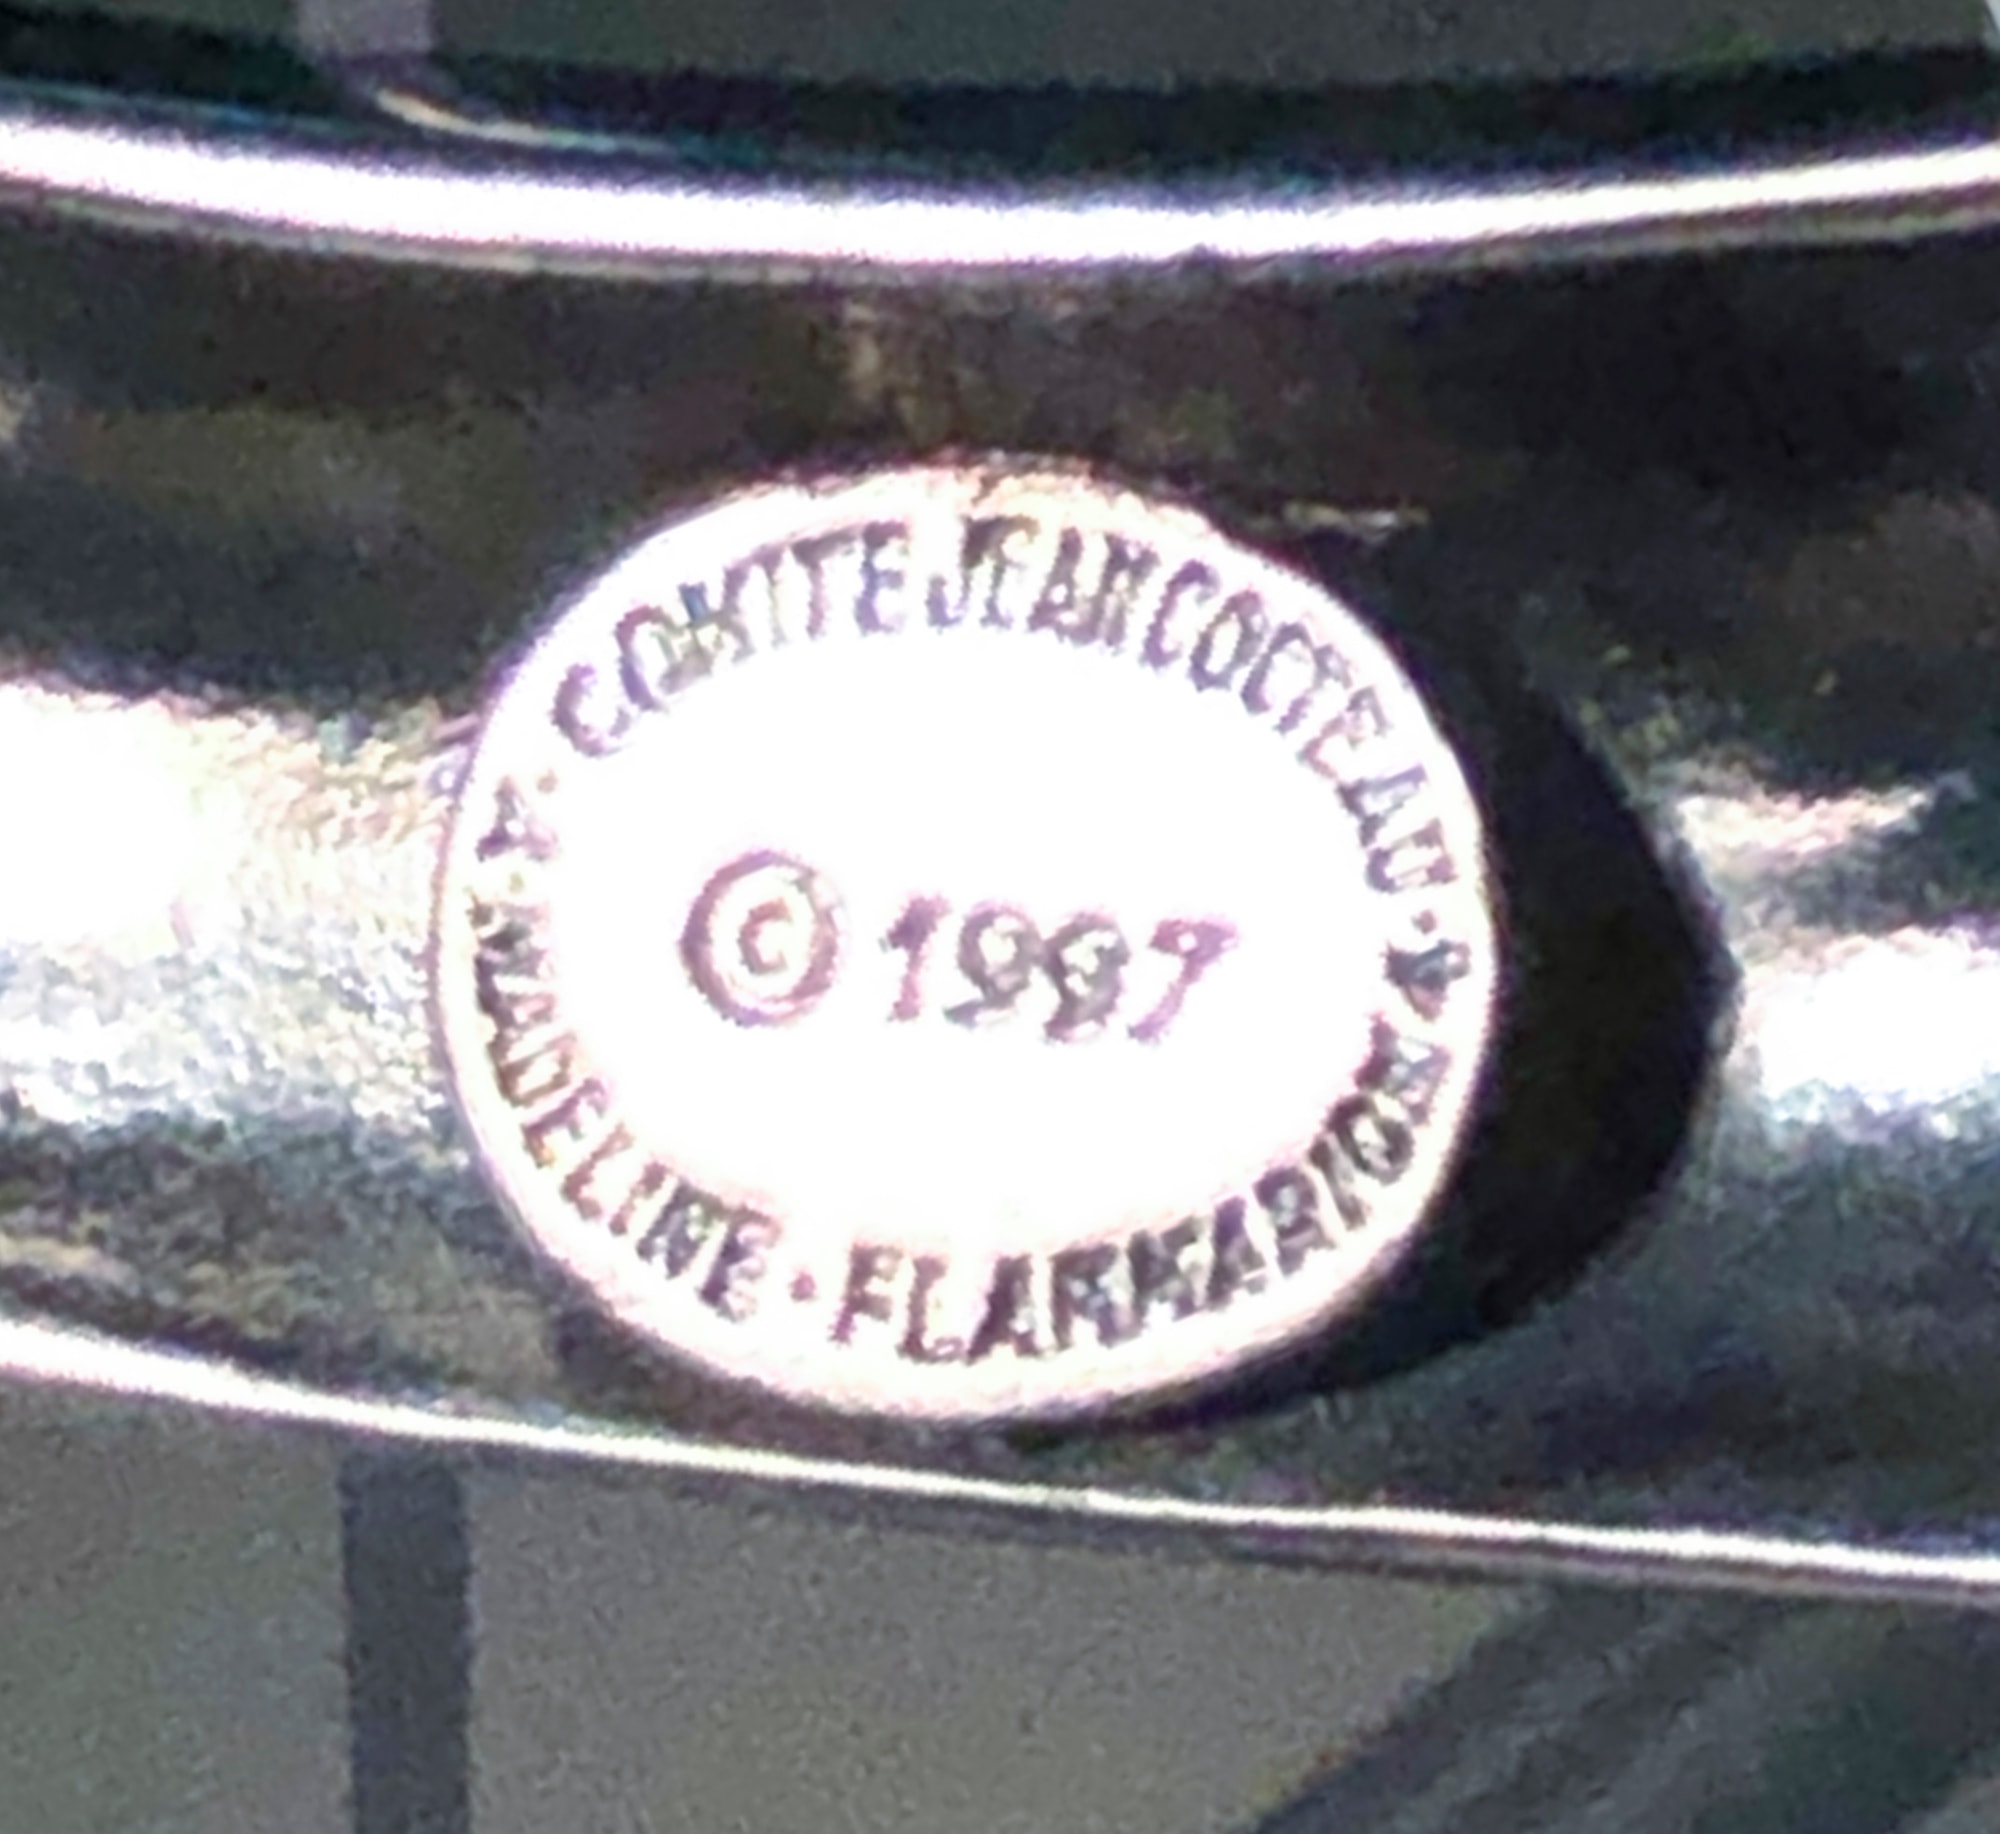 COMITE JEAN COCTEAU ·
FLAMMARION
A. MADELINE ·
© 1997